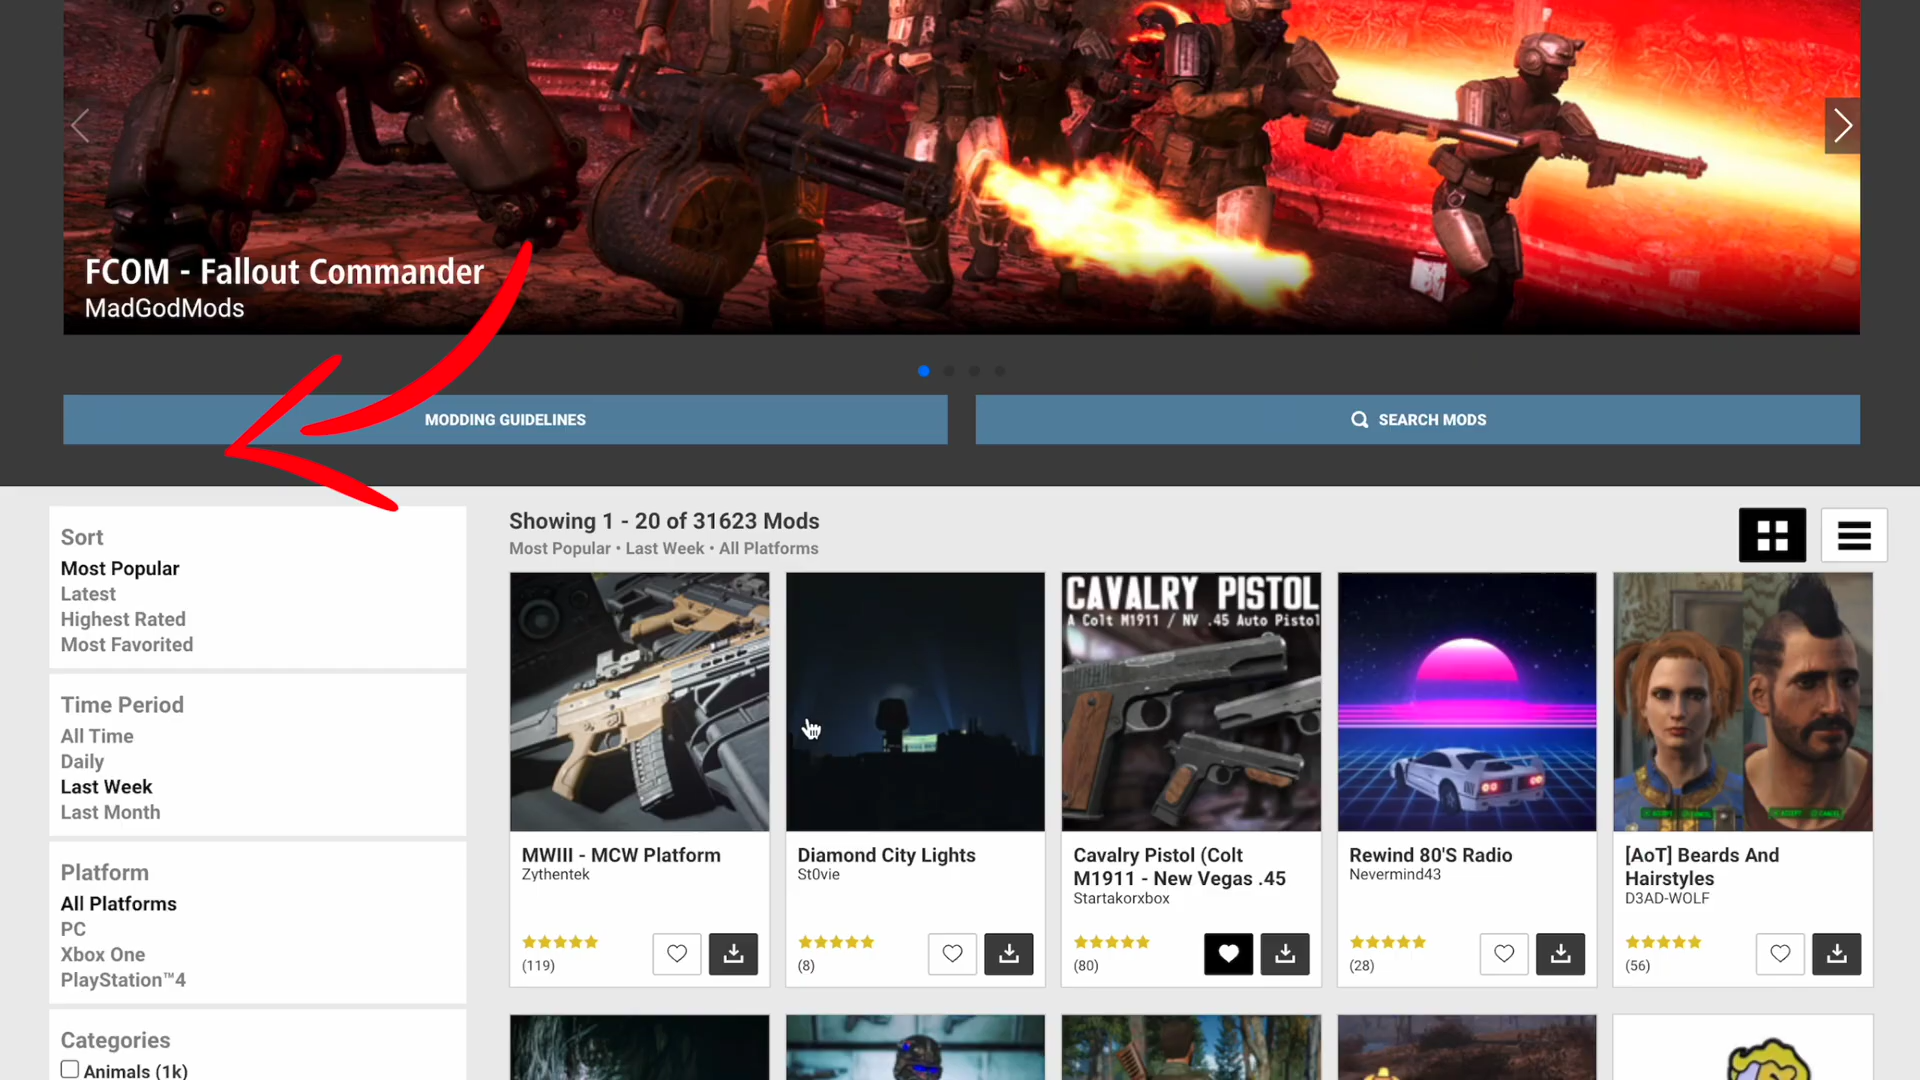 FCOM - Fallout Commander
MadGodMods
MODDING GUIDELINES
SEARCH MODS
Sort
Most Popular
Latest
Highest Rated
Most Favorited
Time Period
All Time
Daily
Last Week
Last Month
Platform
All Platforms
PC
Xbox One
PlayStation™4
Categories
Animals (1k)
Showing 1 - 20 of 31623 Mods
Most Popular • Last Week • All Platforms
CAVALRY PISTOL
A Colt M1911 / NV .45 Auto Pistol
MWIII - MCW Platform
Zythentek
(119)
Diamond City Lights
St0vie
(8)
Cavalry Pistol (Colt
M1911 - New Vegas .45
Startakorxbox
(80)
Rewind 80'S Radio
Nevermind43
(28)
[AoT] Beards And
Hairstyles
D3AD-WOLF
(56)